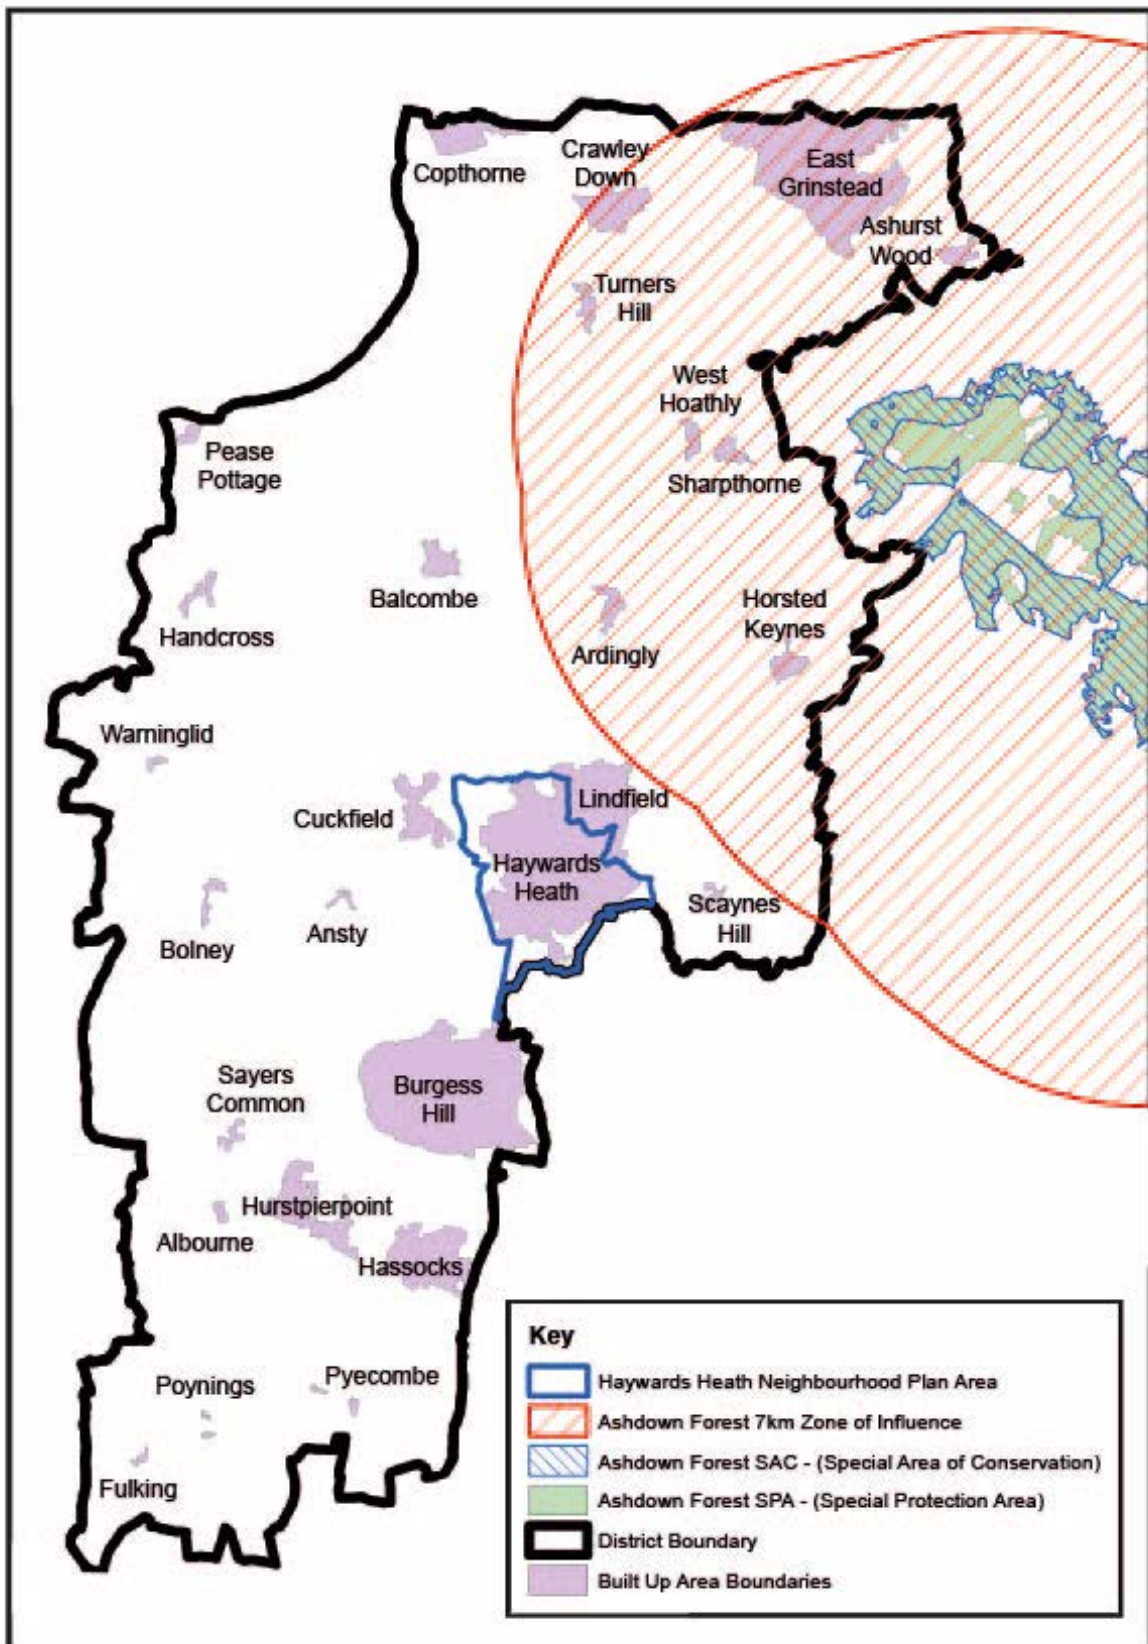 Copthorne
Crawley
Down
East
Grinstead
Ashurst
Wood
Turners
Hill
West
Hoathly
Sharpthorne
Pease
Pottage
Balcombe
Handcross
Ardingly
Horsted
Keynes
Warninglid
Cuckfield
Lindfield
Haywards
Heath
Scaynes
Hill
Bolney
Ansty
Sayers
Common
Burgess
Hill
Hurstpierpoint
Albourne
Hassocks
Poynings
Pyecombe
Fulking
Key
Haywards Heath Neighbourhood Plan Area
Ashdown Forest 7km Zone of Influence
Ashdown Forest SAC - (Special Area of Conservation)
Ashdown Forest SPA - (Special Protection Area)
District Boundary
Built Up Area Boundaries